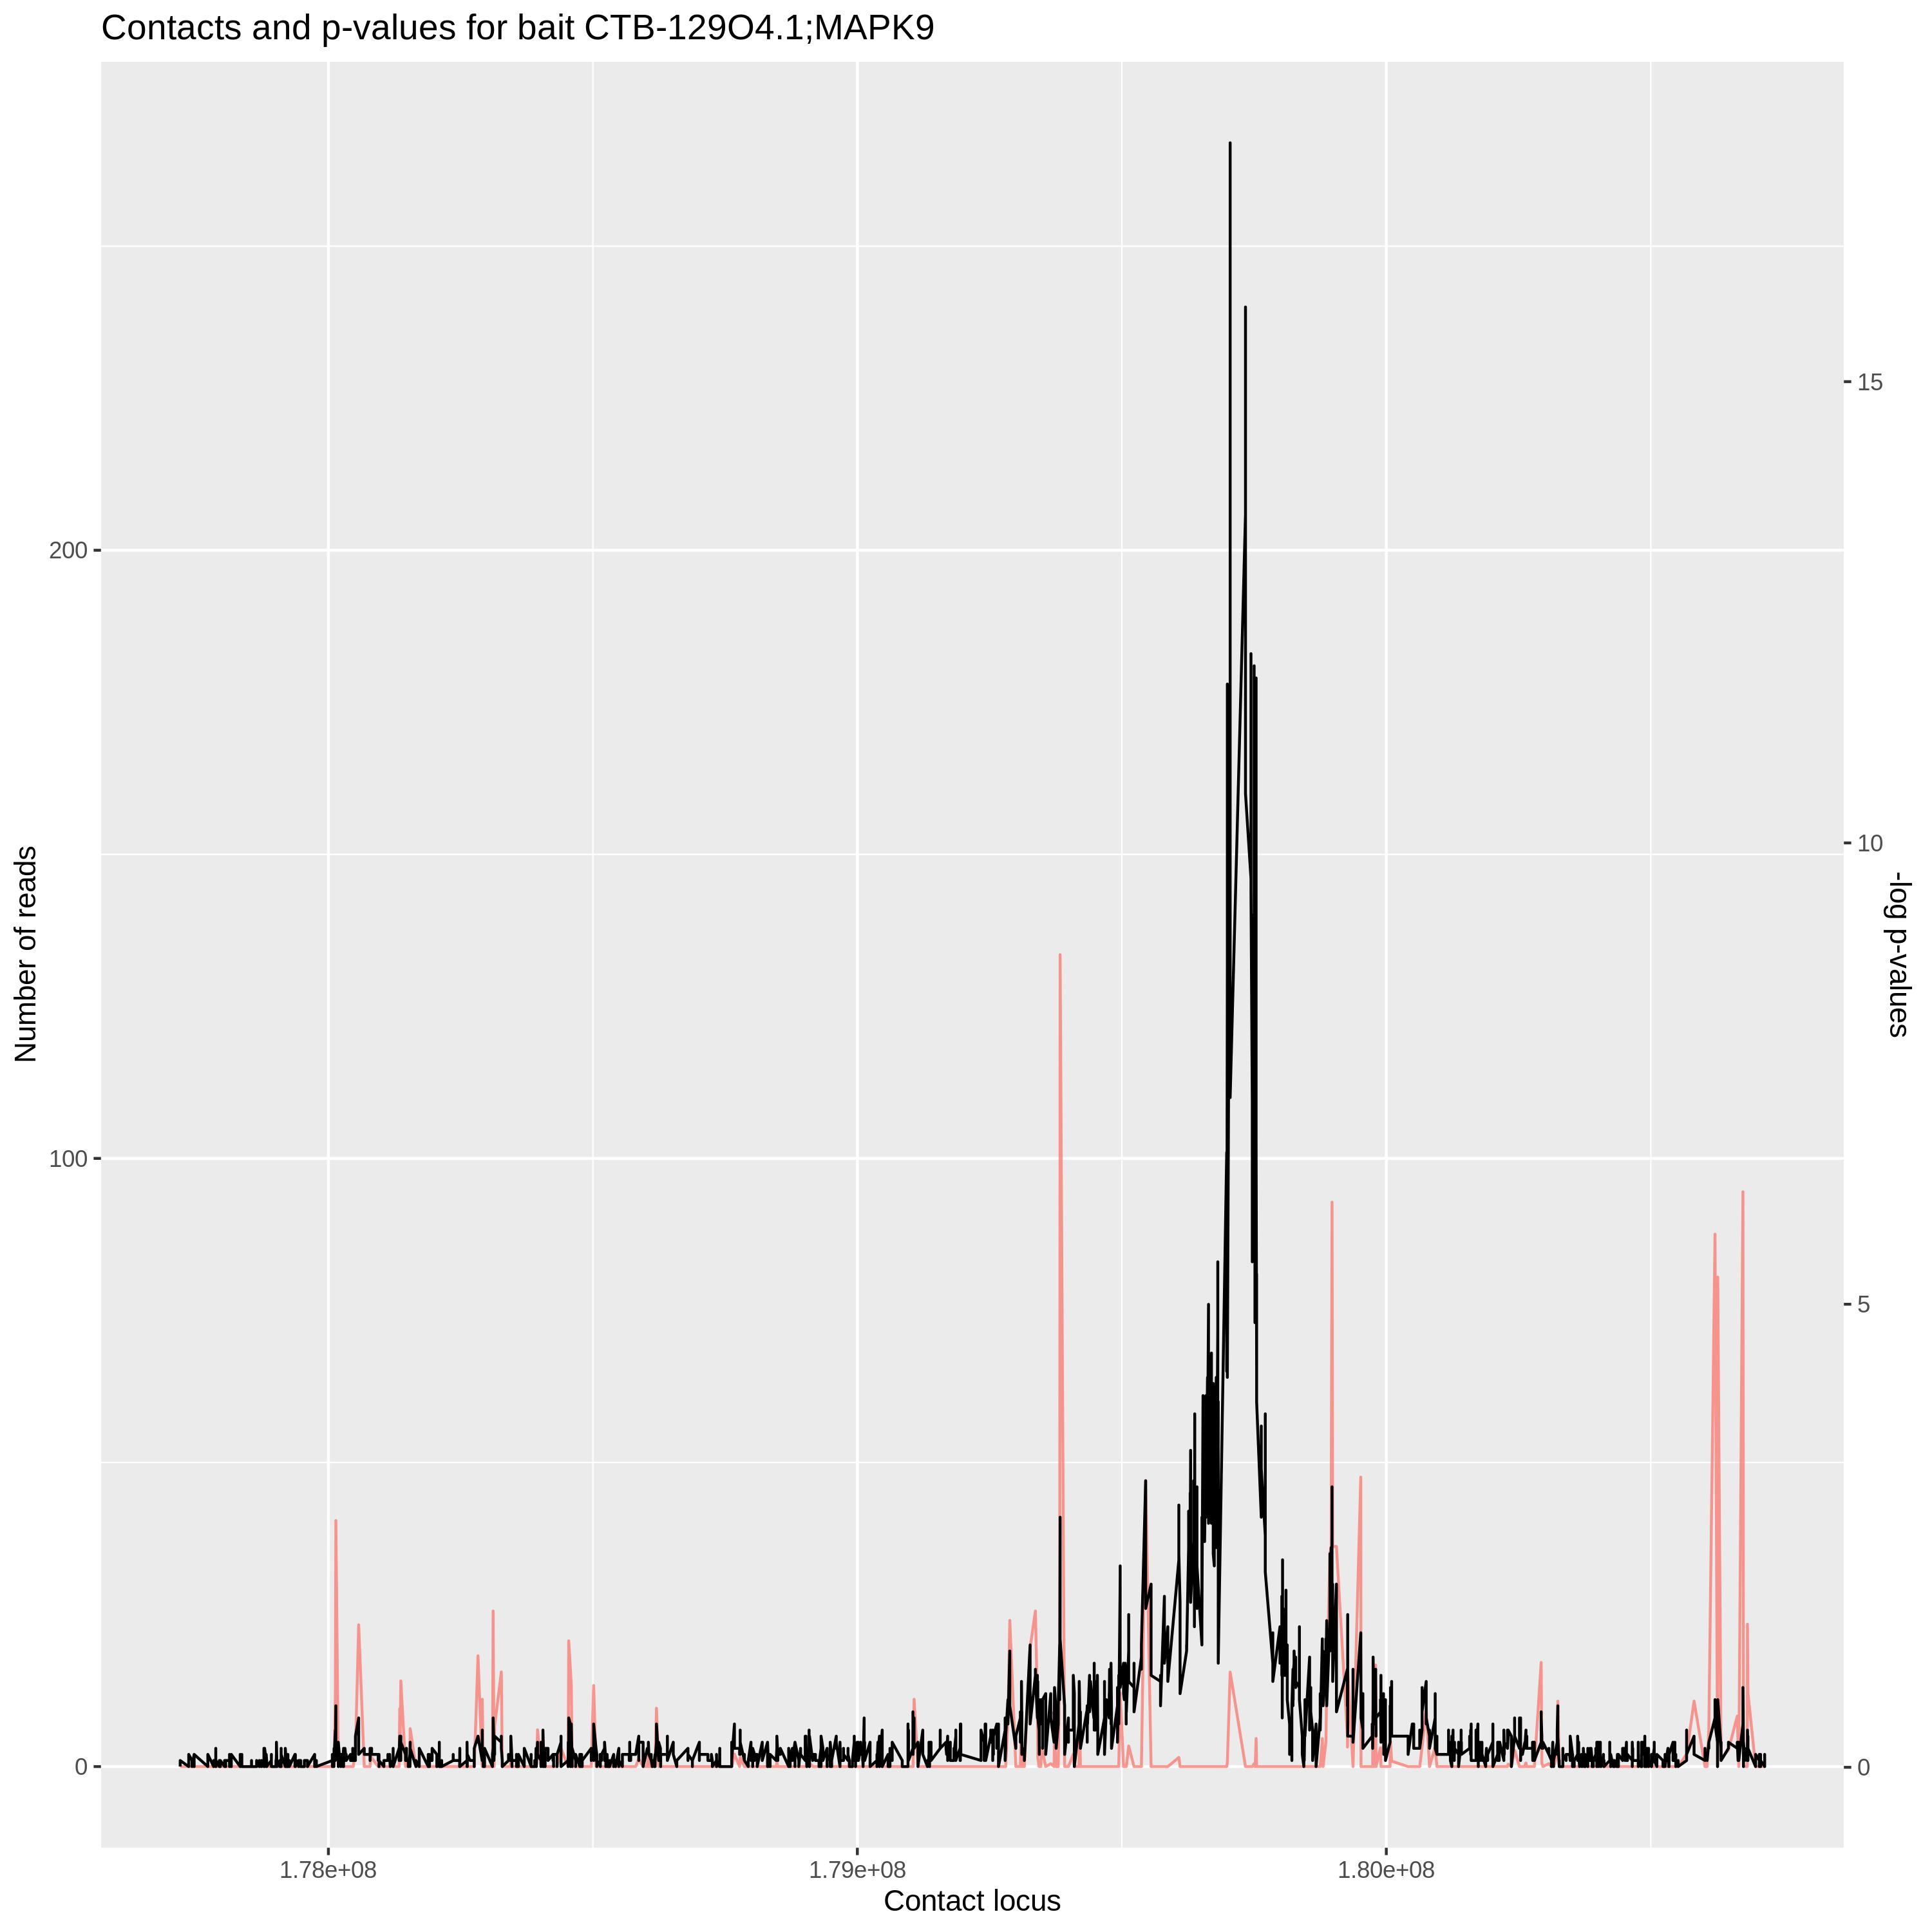 Contacts and p-values for bait CTB-129O4.1;MAPK9
Number of reads
200
100
0
15
10
5
0
-log p-values
1.78e+08 1.79e+08 1.80e+08
Contact locus